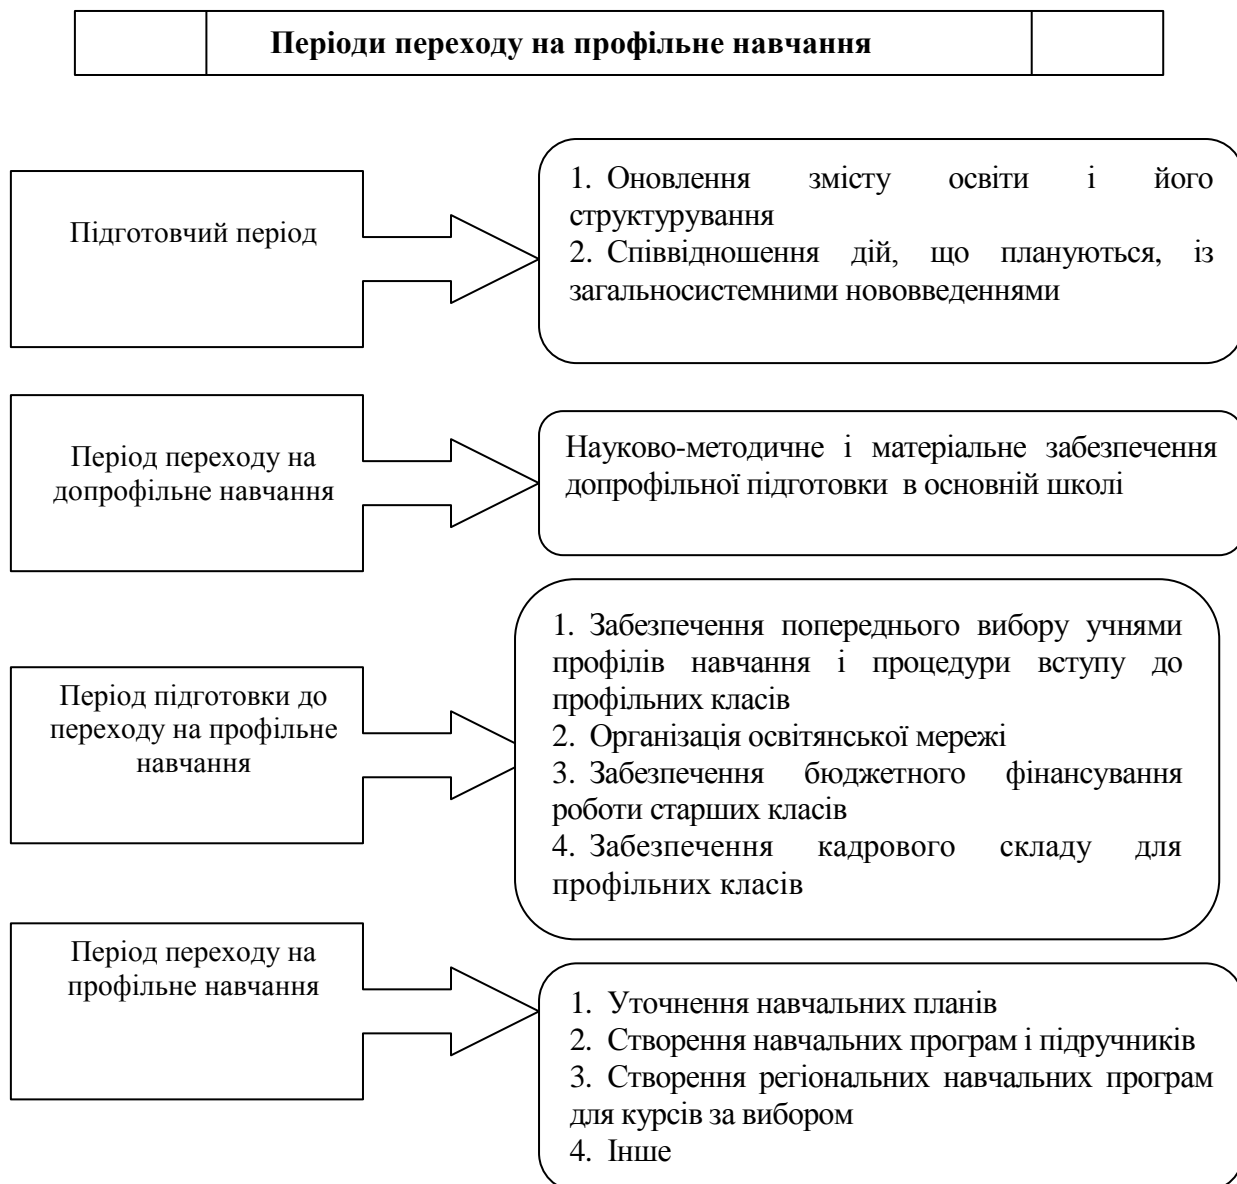 Періоди переходу на профільне навчання
Підготовчий період
1. Оновлення змісту освіти і його
структурування
2. Співвідношення дій, що плануються, із
загальносистемними нововведеннями
Період переходу на
допрофільне навчання
Науково-методичне і матеріальне забезпечення
допрофільної підготовки в основній школі
Період підготовки до
переходу на профільне
навчання
1. Забезпечення попереднього вибору учнями
профілів навчання і процедури вступу до
профільних класів
2. Організація освітянської мережі
3. Забезпечення бюджетного фінансування
роботи старших класів
4. Забезпечення кадрового складу для
профільних класів
Період переходу на
профільне навчання
1. Уточнення навчальних планів
2. Створення навчальних програм і підручників
3. Створення регіональних навчальних програм
для курсів за вибором
4. Інше